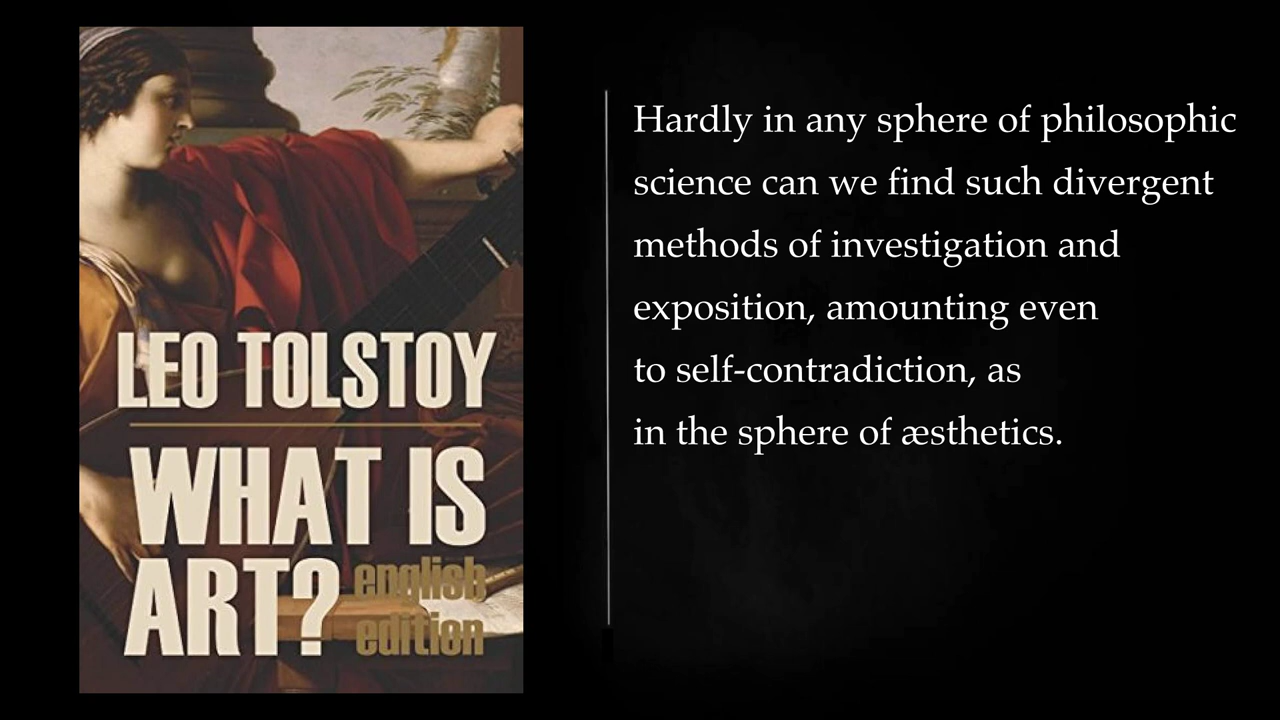 LEO TOLSTOY
WHAT IS
ART?
english
edition
Hardly in any sphere of philosophic
science can we find such divergent
methods of investigation and
exposition, amounting even
to self-contradiction, as
in the sphere of æsthetics.